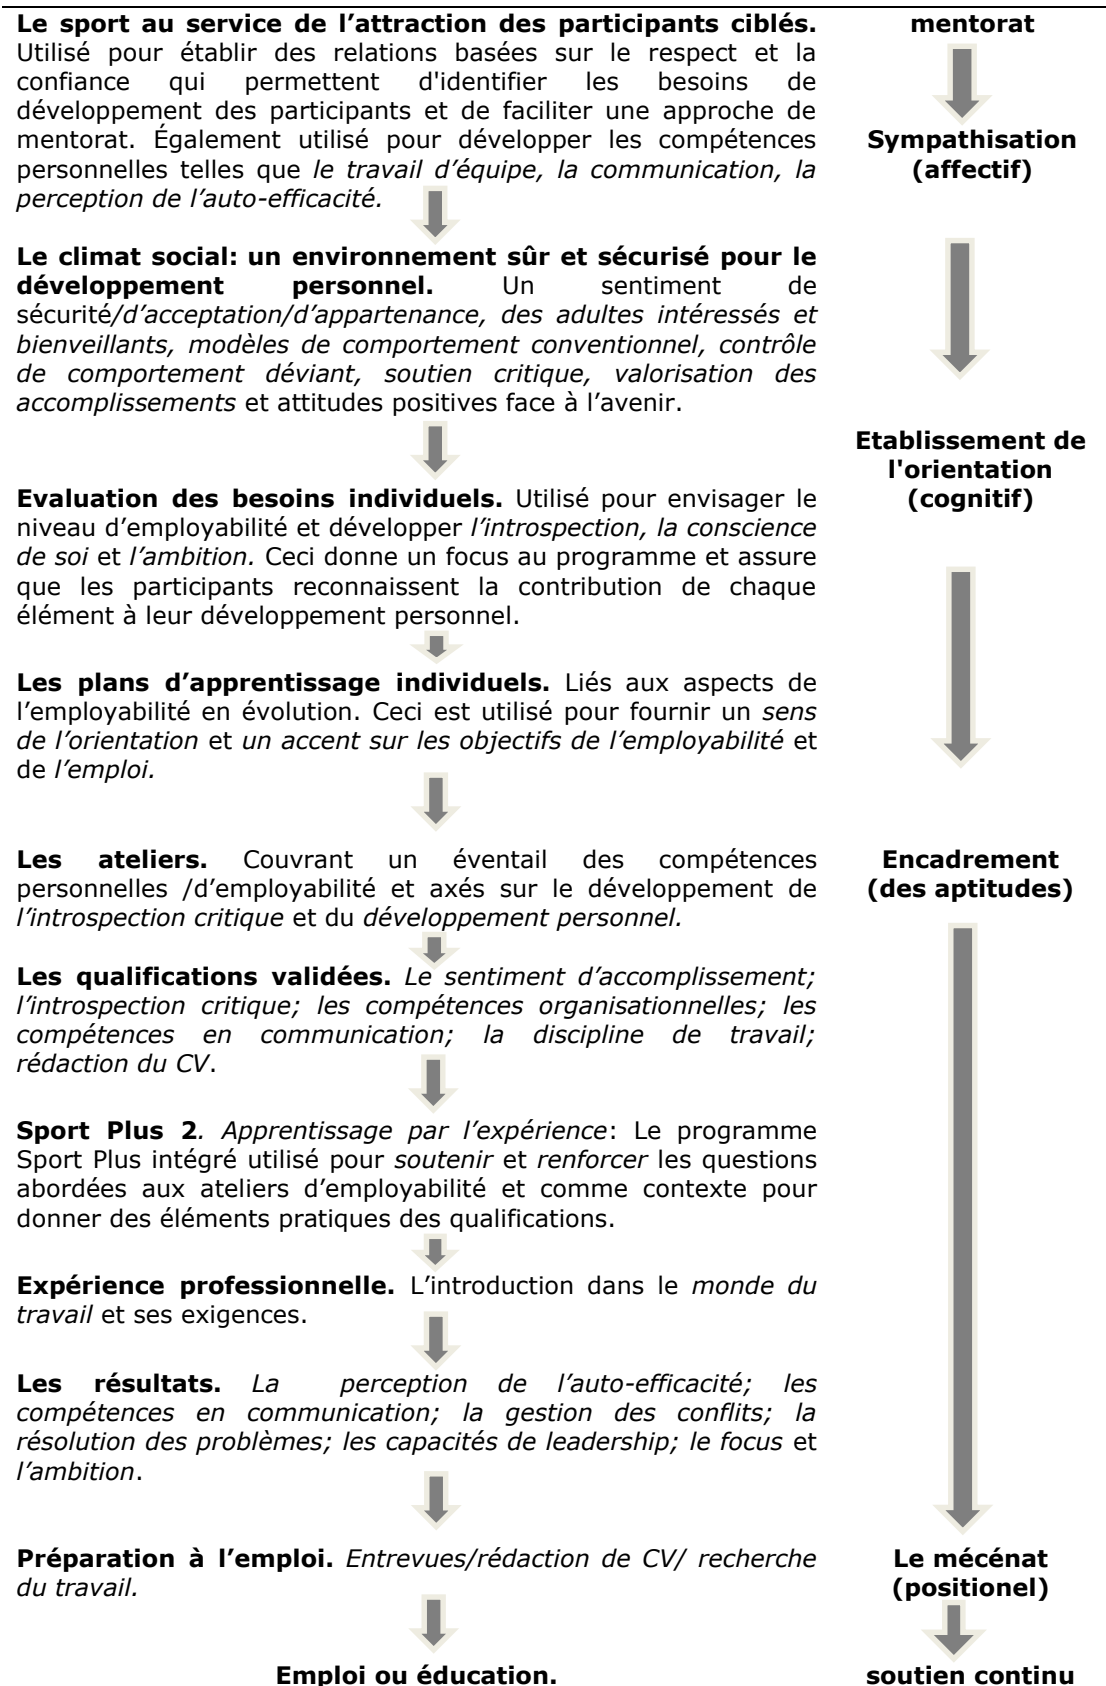 Le sport au service de l’attraction des participants ciblés.
Utilisé pour établir des relations basées sur le respect et la
confiance qui permettent d'identifier les besoins de
développement des participants et de faciliter une approche de
mentorat. Également utilisé pour développer les compétences
personnelles telles que le travail d’équipe, la communication, la
perception de l’auto-efficacité.
Le climat social: un environnement sûr et sécurisé pour le
développement personnel. Un sentiment de
sécurité/d’acceptation/d’appartenance, des adultes intéressés et
bienveillants, modèles de comportement conventionnel, contrôle
de comportement déviant, soutien critique, valorisation des
accomplissements et attitudes positives face à l’avenir.
Evaluation des besoins individuels. Utilisé pour envisager le
niveau d’employabilité et développer l’introspection, la conscience
de soi et l’ambition. Ceci donne un focus au programme et assure
que les participants reconnaissent la contribution de chaque
élément à leur développement personnel.
Les plans d’apprentissage individuels. Liés aux aspects de
l’employabilité en évolution. Ceci est utilisé pour fournir un sens
de l’orientation et un accent sur les objectifs de l’employabilité et
de l’emploi.
Les ateliers. Couvrant un éventail des compétences
personnelles /d’employabilité et axés sur le développement de
l’introspection critique et du développement personnel.
Les qualifications validées. Le sentiment d’accomplissement;
l’introspection critique; les compétences organisationnelles; les
compétences en communication; la discipline de travail;
rédaction du CV.
Sport Plus 2. Apprentissage par l’expérience: Le programme
Sport Plus intégré utilisé pour soutenir et renforcer les questions
abordées aux ateliers d’employabilité et comme contexte pour
donner des éléments pratiques des qualifications.
Expérience professionnelle. L’introduction dans le monde du
travail et ses exigences.
Les résultats. La perception de l’auto-efficacité; les
compétences en communication; la gestion des conflits; la
résolution des problèmes; les capacités de leadership; le focus et
l’ambition.
Préparation à l’emploi. Entrevues/rédaction de CV/ recherche
du travail.
Emploi ou éducation.
mentorat
Sympathisation
(affectif)
Etablissement de
l'orientation
(cognitif)
Encadrement
(des aptitudes)
Le mécénat
(positionel)
soutien continu